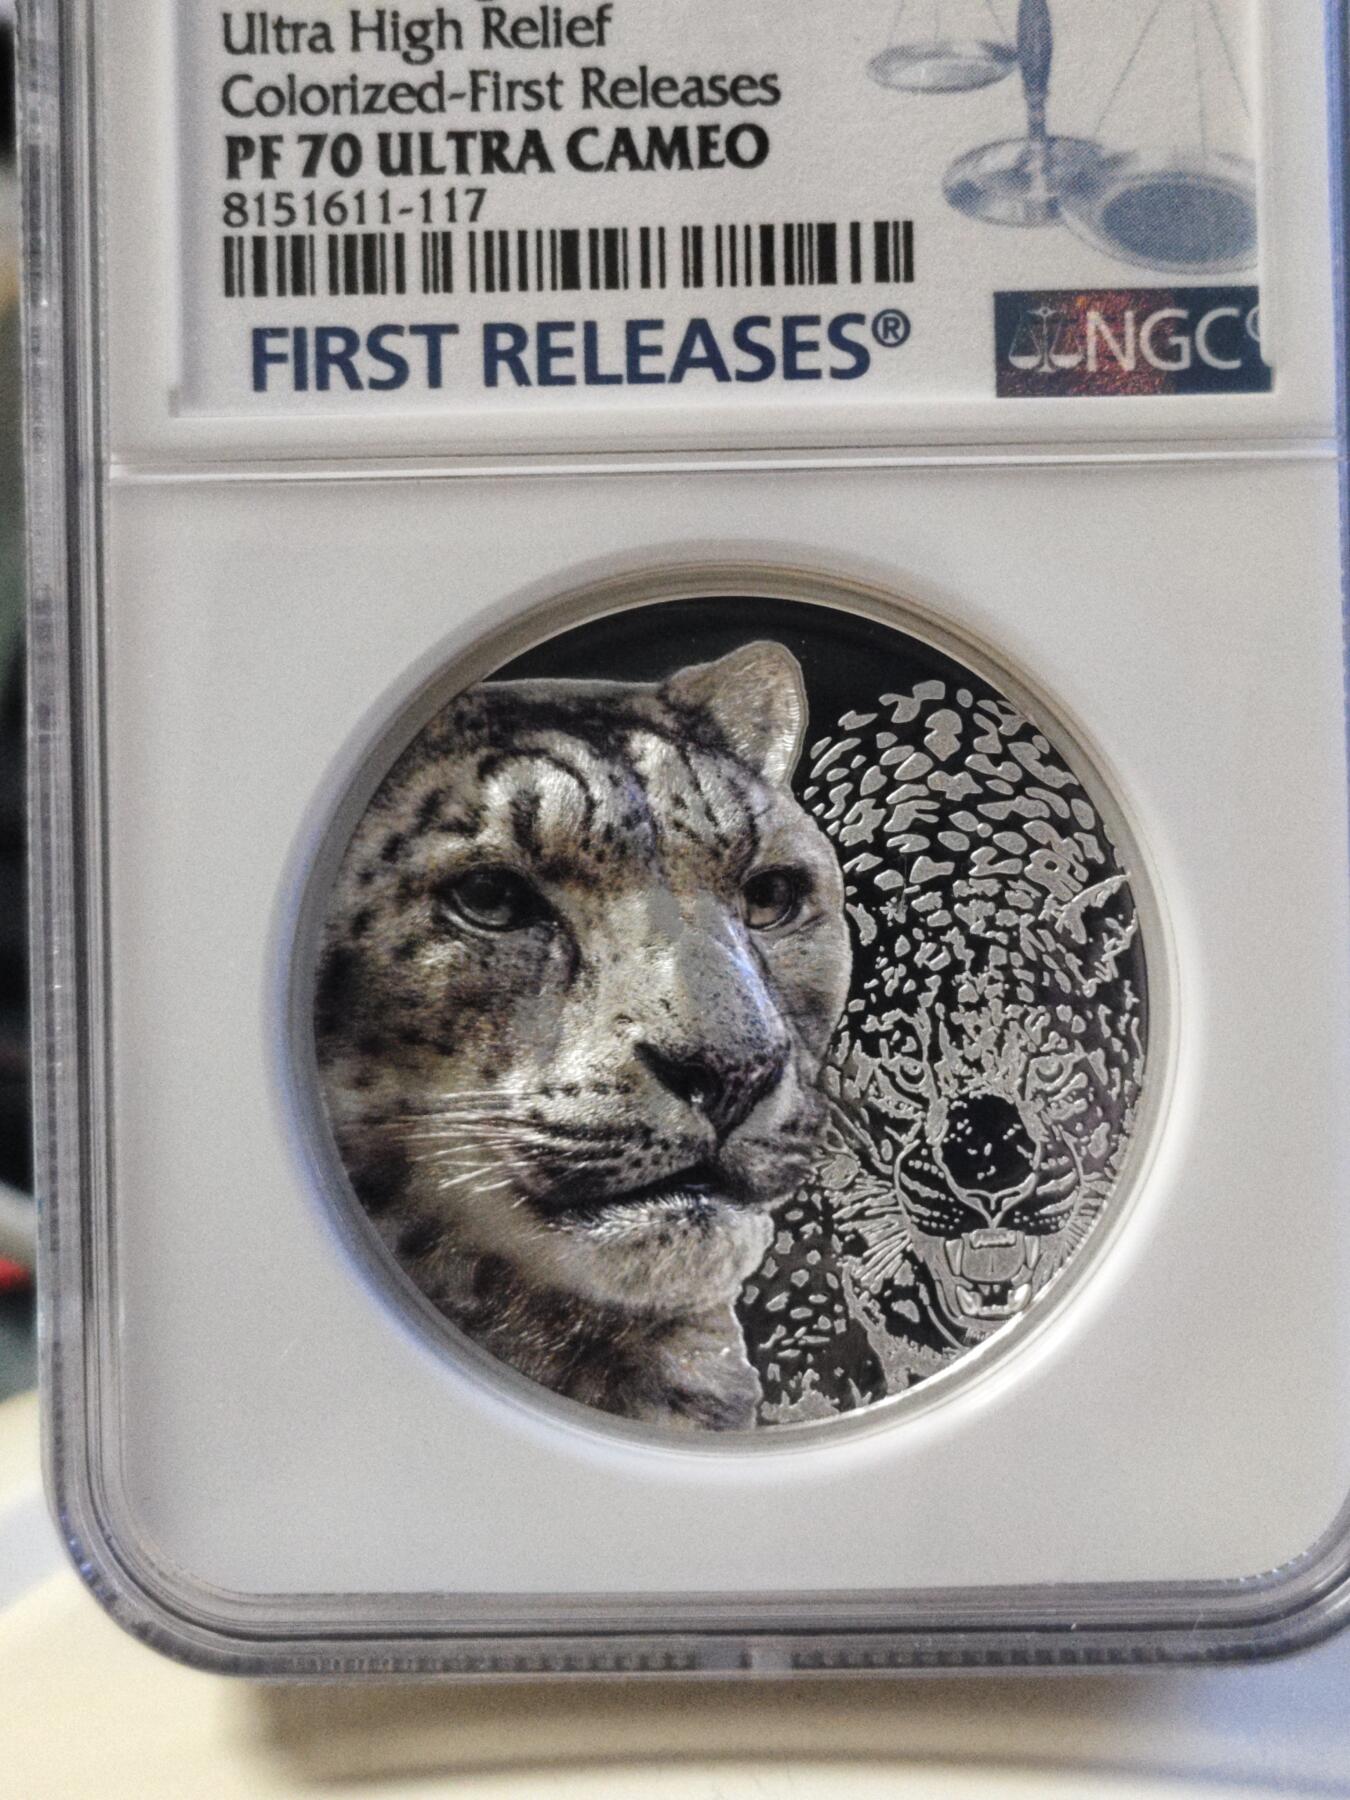 Ultra High Relief
Colorized-First Releases
PF 70 ULTRA CAMEO
8151611-117
FIRST RELEASES®
NGC